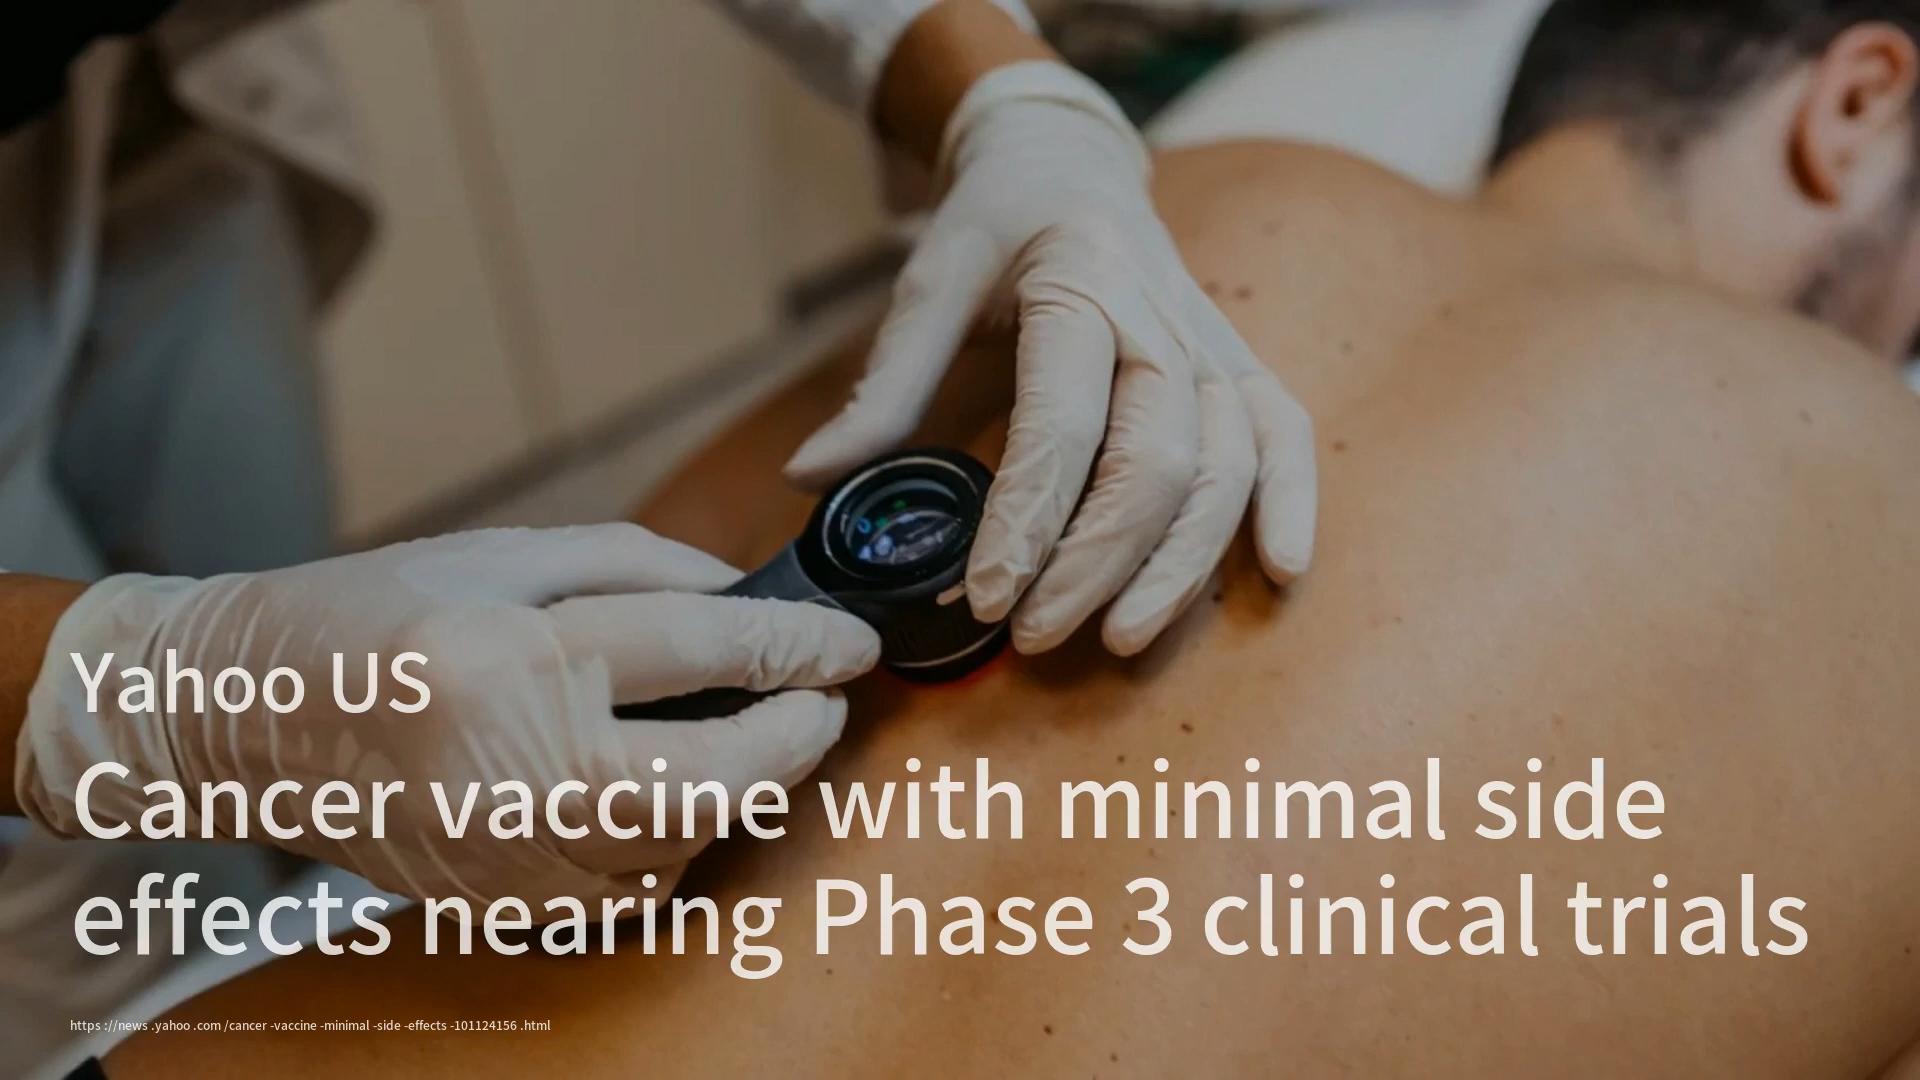 Yahoo US
Cancer vaccine with minimal side
effects nearing Phase 3 clinical trials
https ://news .yahoo .com /cancer -vaccine -minimal -side -effects -101124156 .html